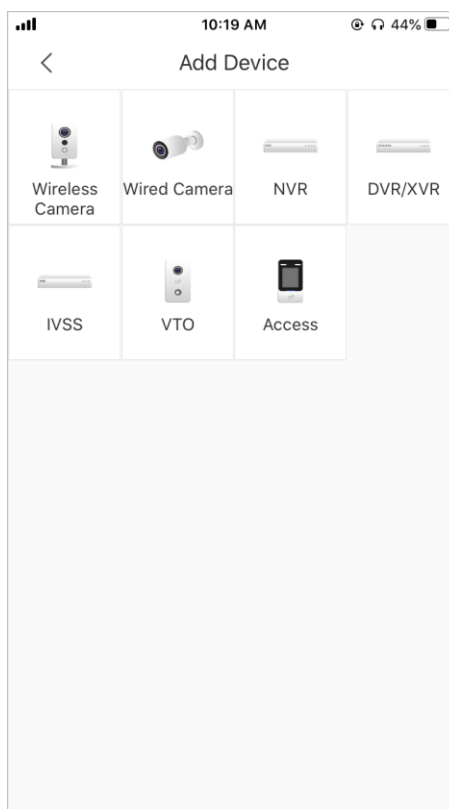 10:19 AM
44%
Add Device
Wireless
Camera
Wired Camera
NVR
DVR/XVR
IVSS
VTO
Access